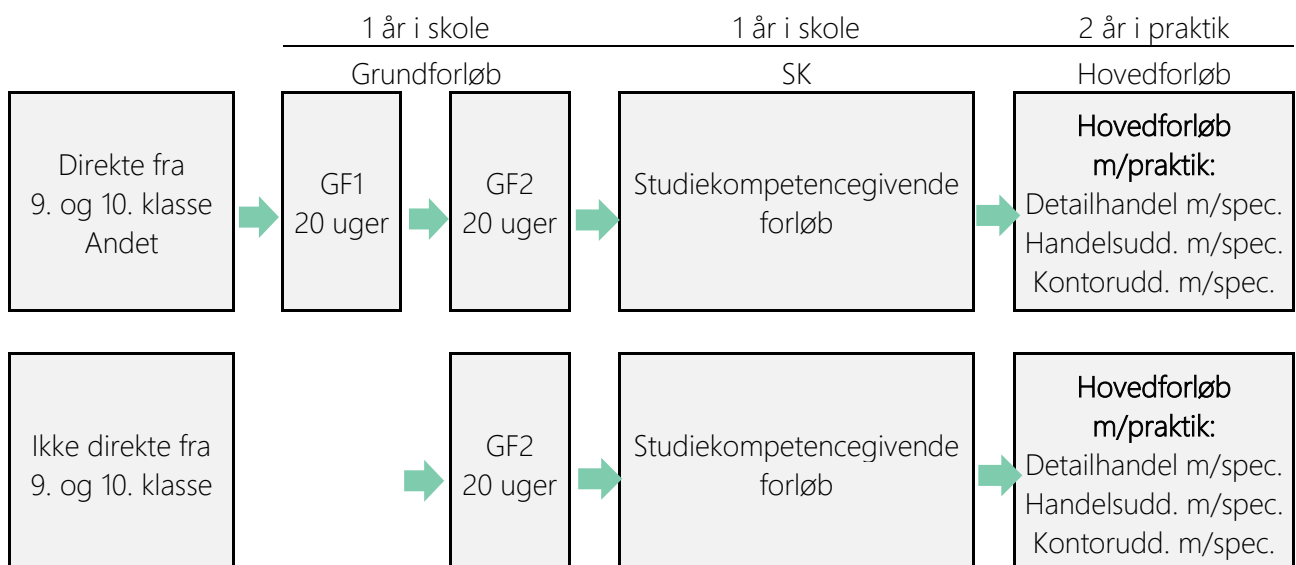 1 år i skole
1 år i skole
2 år i praktik
Grundforløb
SK
Hovedforløb
Direkte fra
9. og 10. klasse
Andet
GF1
20 uger
GF2
20 uger
Studiekompetencegivende
forløb
Hovedforløb
m/praktik:
Detailhandel m/spec.
Handelsudd. m/spec.
Kontorudd. m/spec.
Ikke direkte fra
9. og 10. klasse
GF2
20 uger
Studiekompetencegivende
forløb
Hovedforløb
m/praktik:
Detailhandel m/spec.
Handelsudd. m/spec.
Kontorudd. m/spec.